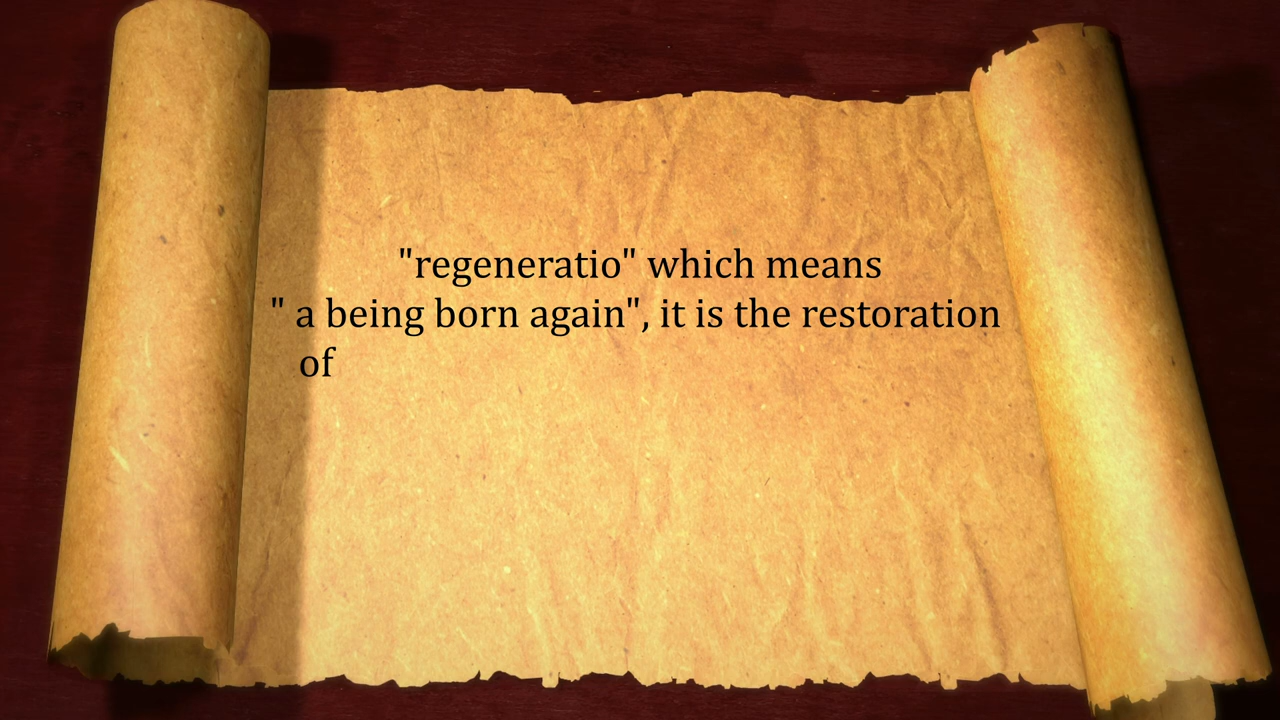 "regeneratio" which means
" a being born again", it is the restoration
of